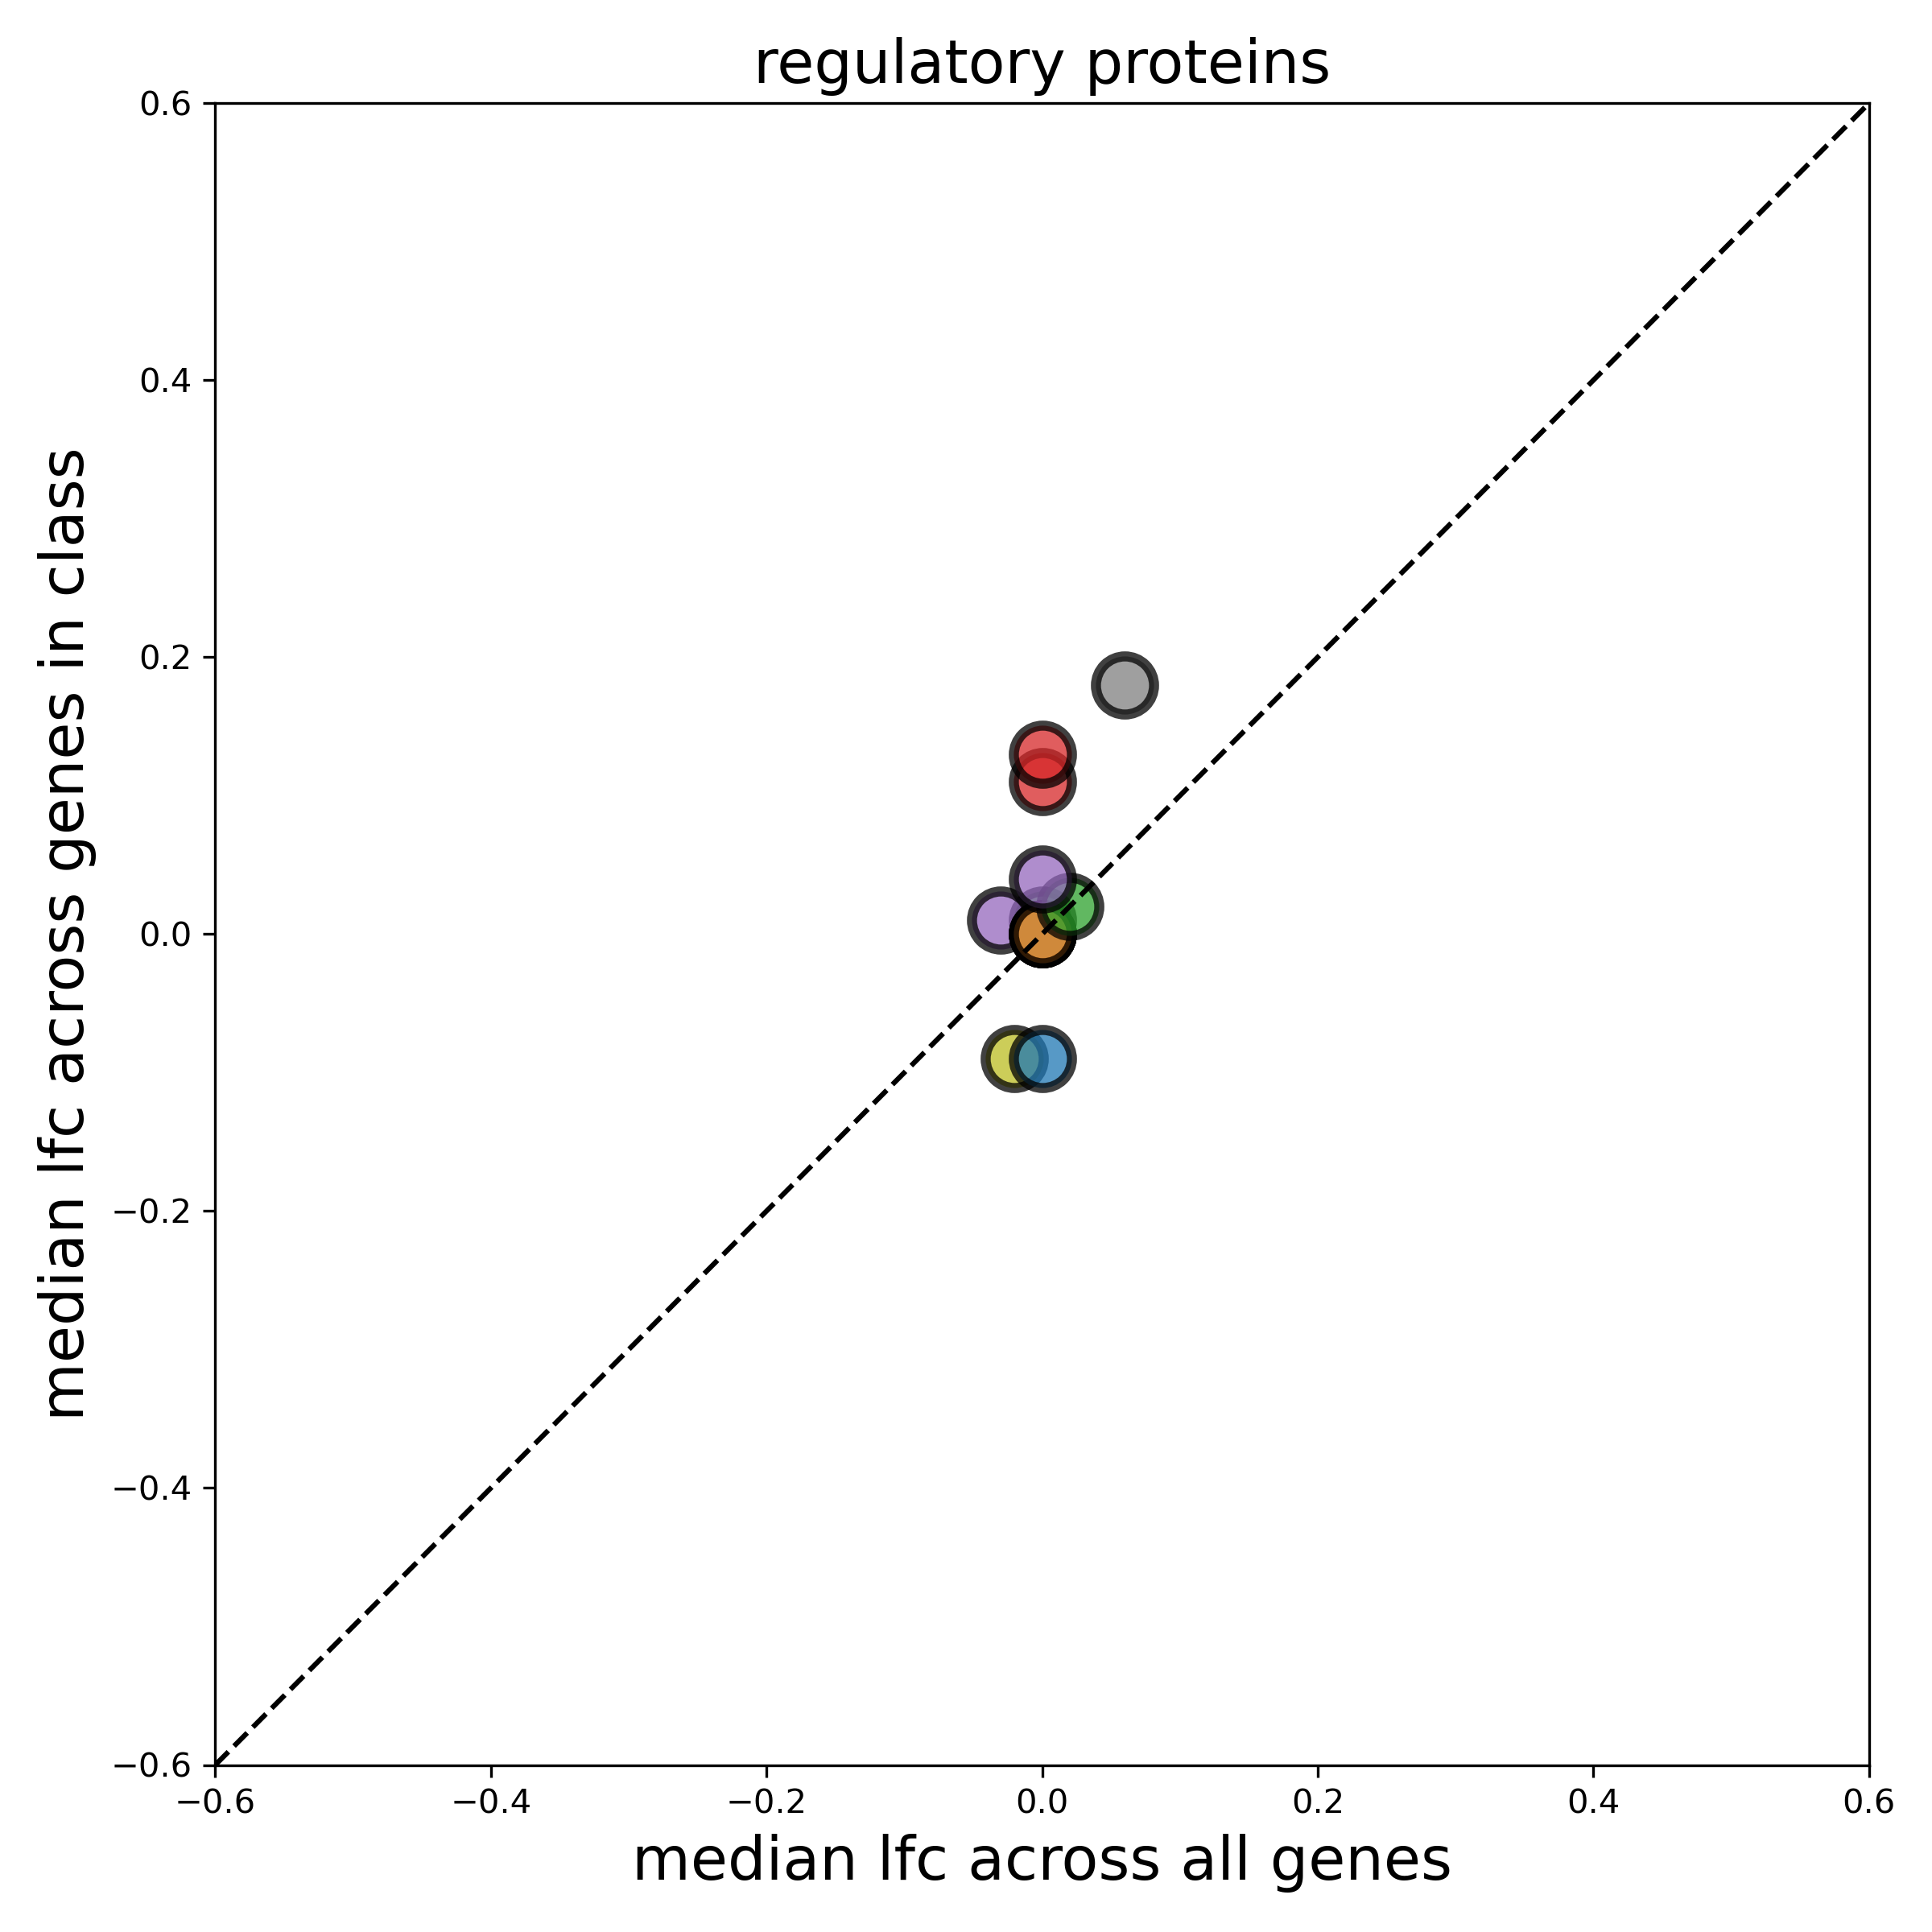 regulatory proteins
0.6
0.4
0.2
0.0
−0.2
−0.4
−0.6
median lfc across genes in class
−0.6 −0.4 −0.2 0.0 0.2 0.4 0.6
median lfc across all genes